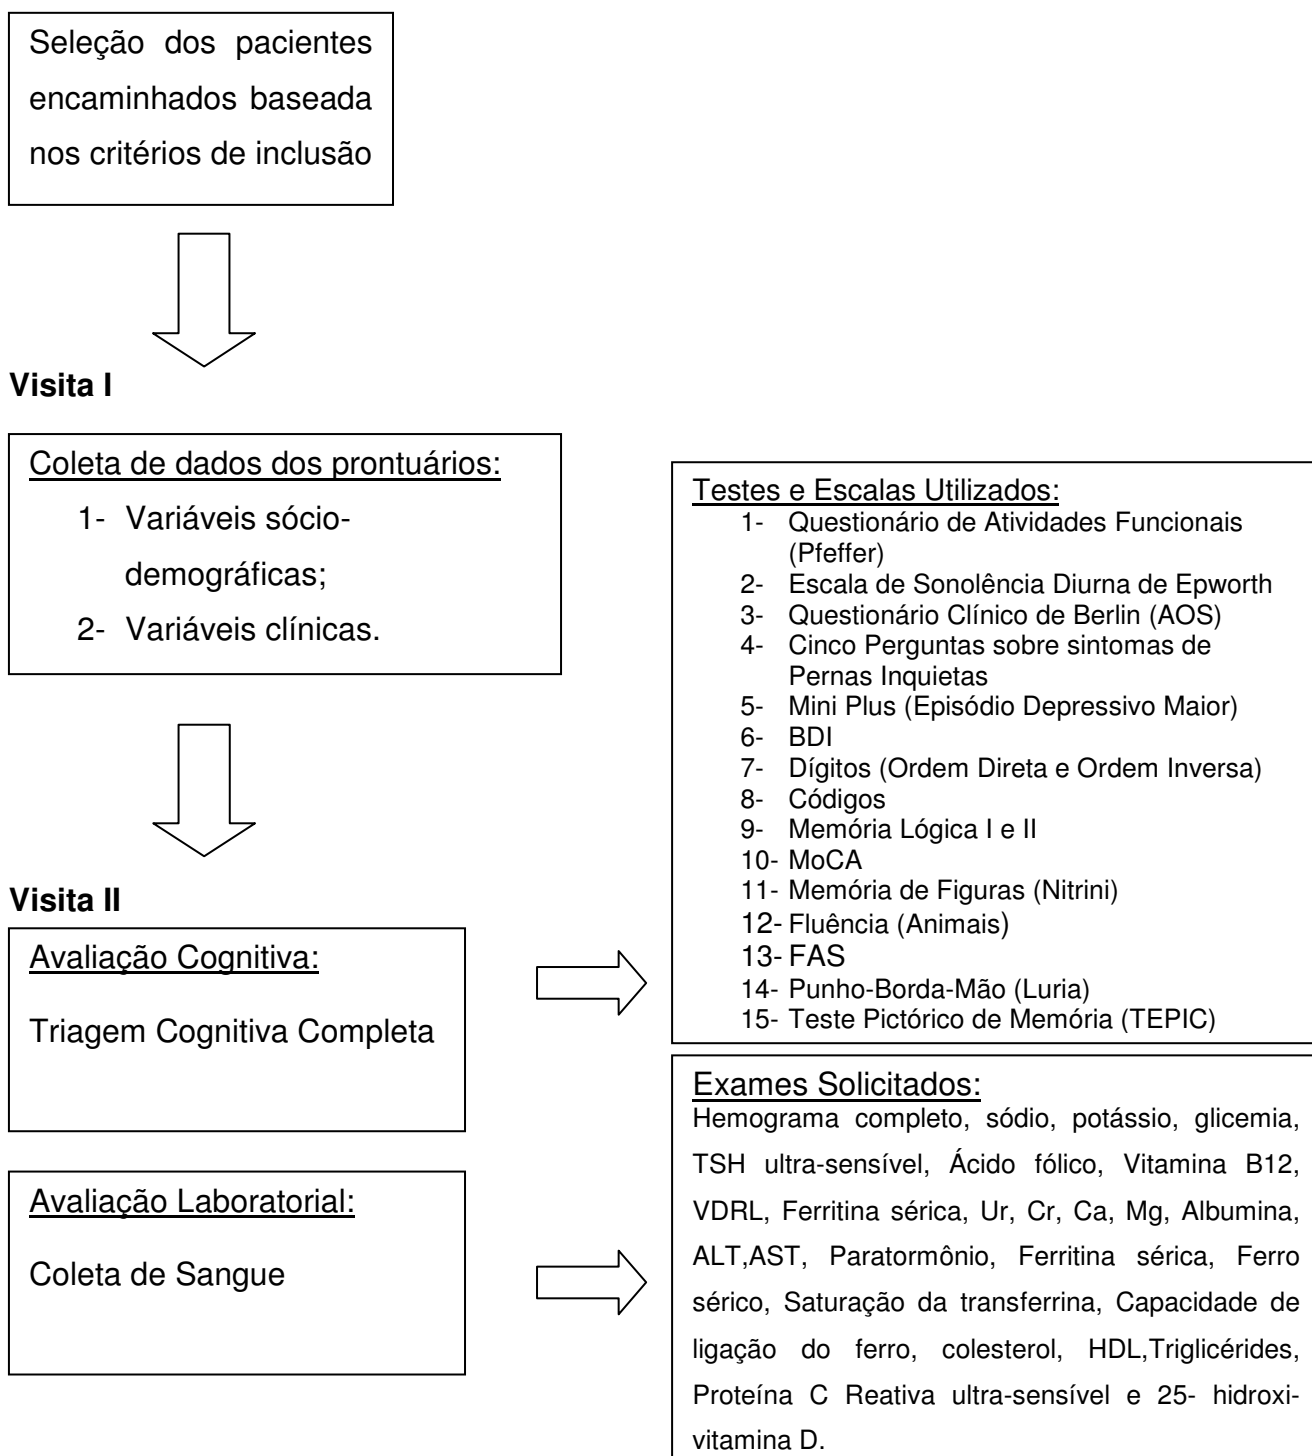 Seleção dos pacientes
encaminhados baseada
nos critérios de inclusão
Visita I
Coleta de dados dos prontuários:
1- Variáveis sócio-
demográficas;
2- Variáveis clínicas.
Visita II
Avaliação Cognitiva:
Triagem Cognitiva Completa
Testes e Escalas Utilizados:
1- Questionário de Atividades Funcionais
(Pfeffer)
2- Escala de Sonolência Diurna de Epworth
3- Questionário Clínico de Berlin (AOS)
4- Cinco Perguntas sobre sintomas de
Pernas Inquietas
5- Mini Plus (Episódio Depressivo Maior)
6- BDI
7- Dígitos (Ordem Direta e Ordem Inversa)
8- Códigos
9- Memória Lógica I e II
10- MoCA
11- Memória de Figuras (Nitrini)
12- Fluência (Animais)
13- FAS
14- Punho-Borda-Mão (Luria)
15- Teste Pictórico de Memória (TEPIC)
Avaliação Laboratorial:
Coleta de Sangue
Exames Solicitados:
Hemograma completo, sódio, potássio, glicemia,
TSH ultra-sensível, Ácido fólico, Vitamina B12,
VDRL, Ferritina sérica, Ur, Cr, Ca, Mg, Albumina,
ALT,AST, Paratormônio, Ferritina sérica, Ferro
sérico, Saturação da transferrina, Capacidade de
ligação do ferro, colesterol, HDL,Triglicérides,
Proteína C Reativa ultra-sensível e 25- hidroxi-
vitamina D.